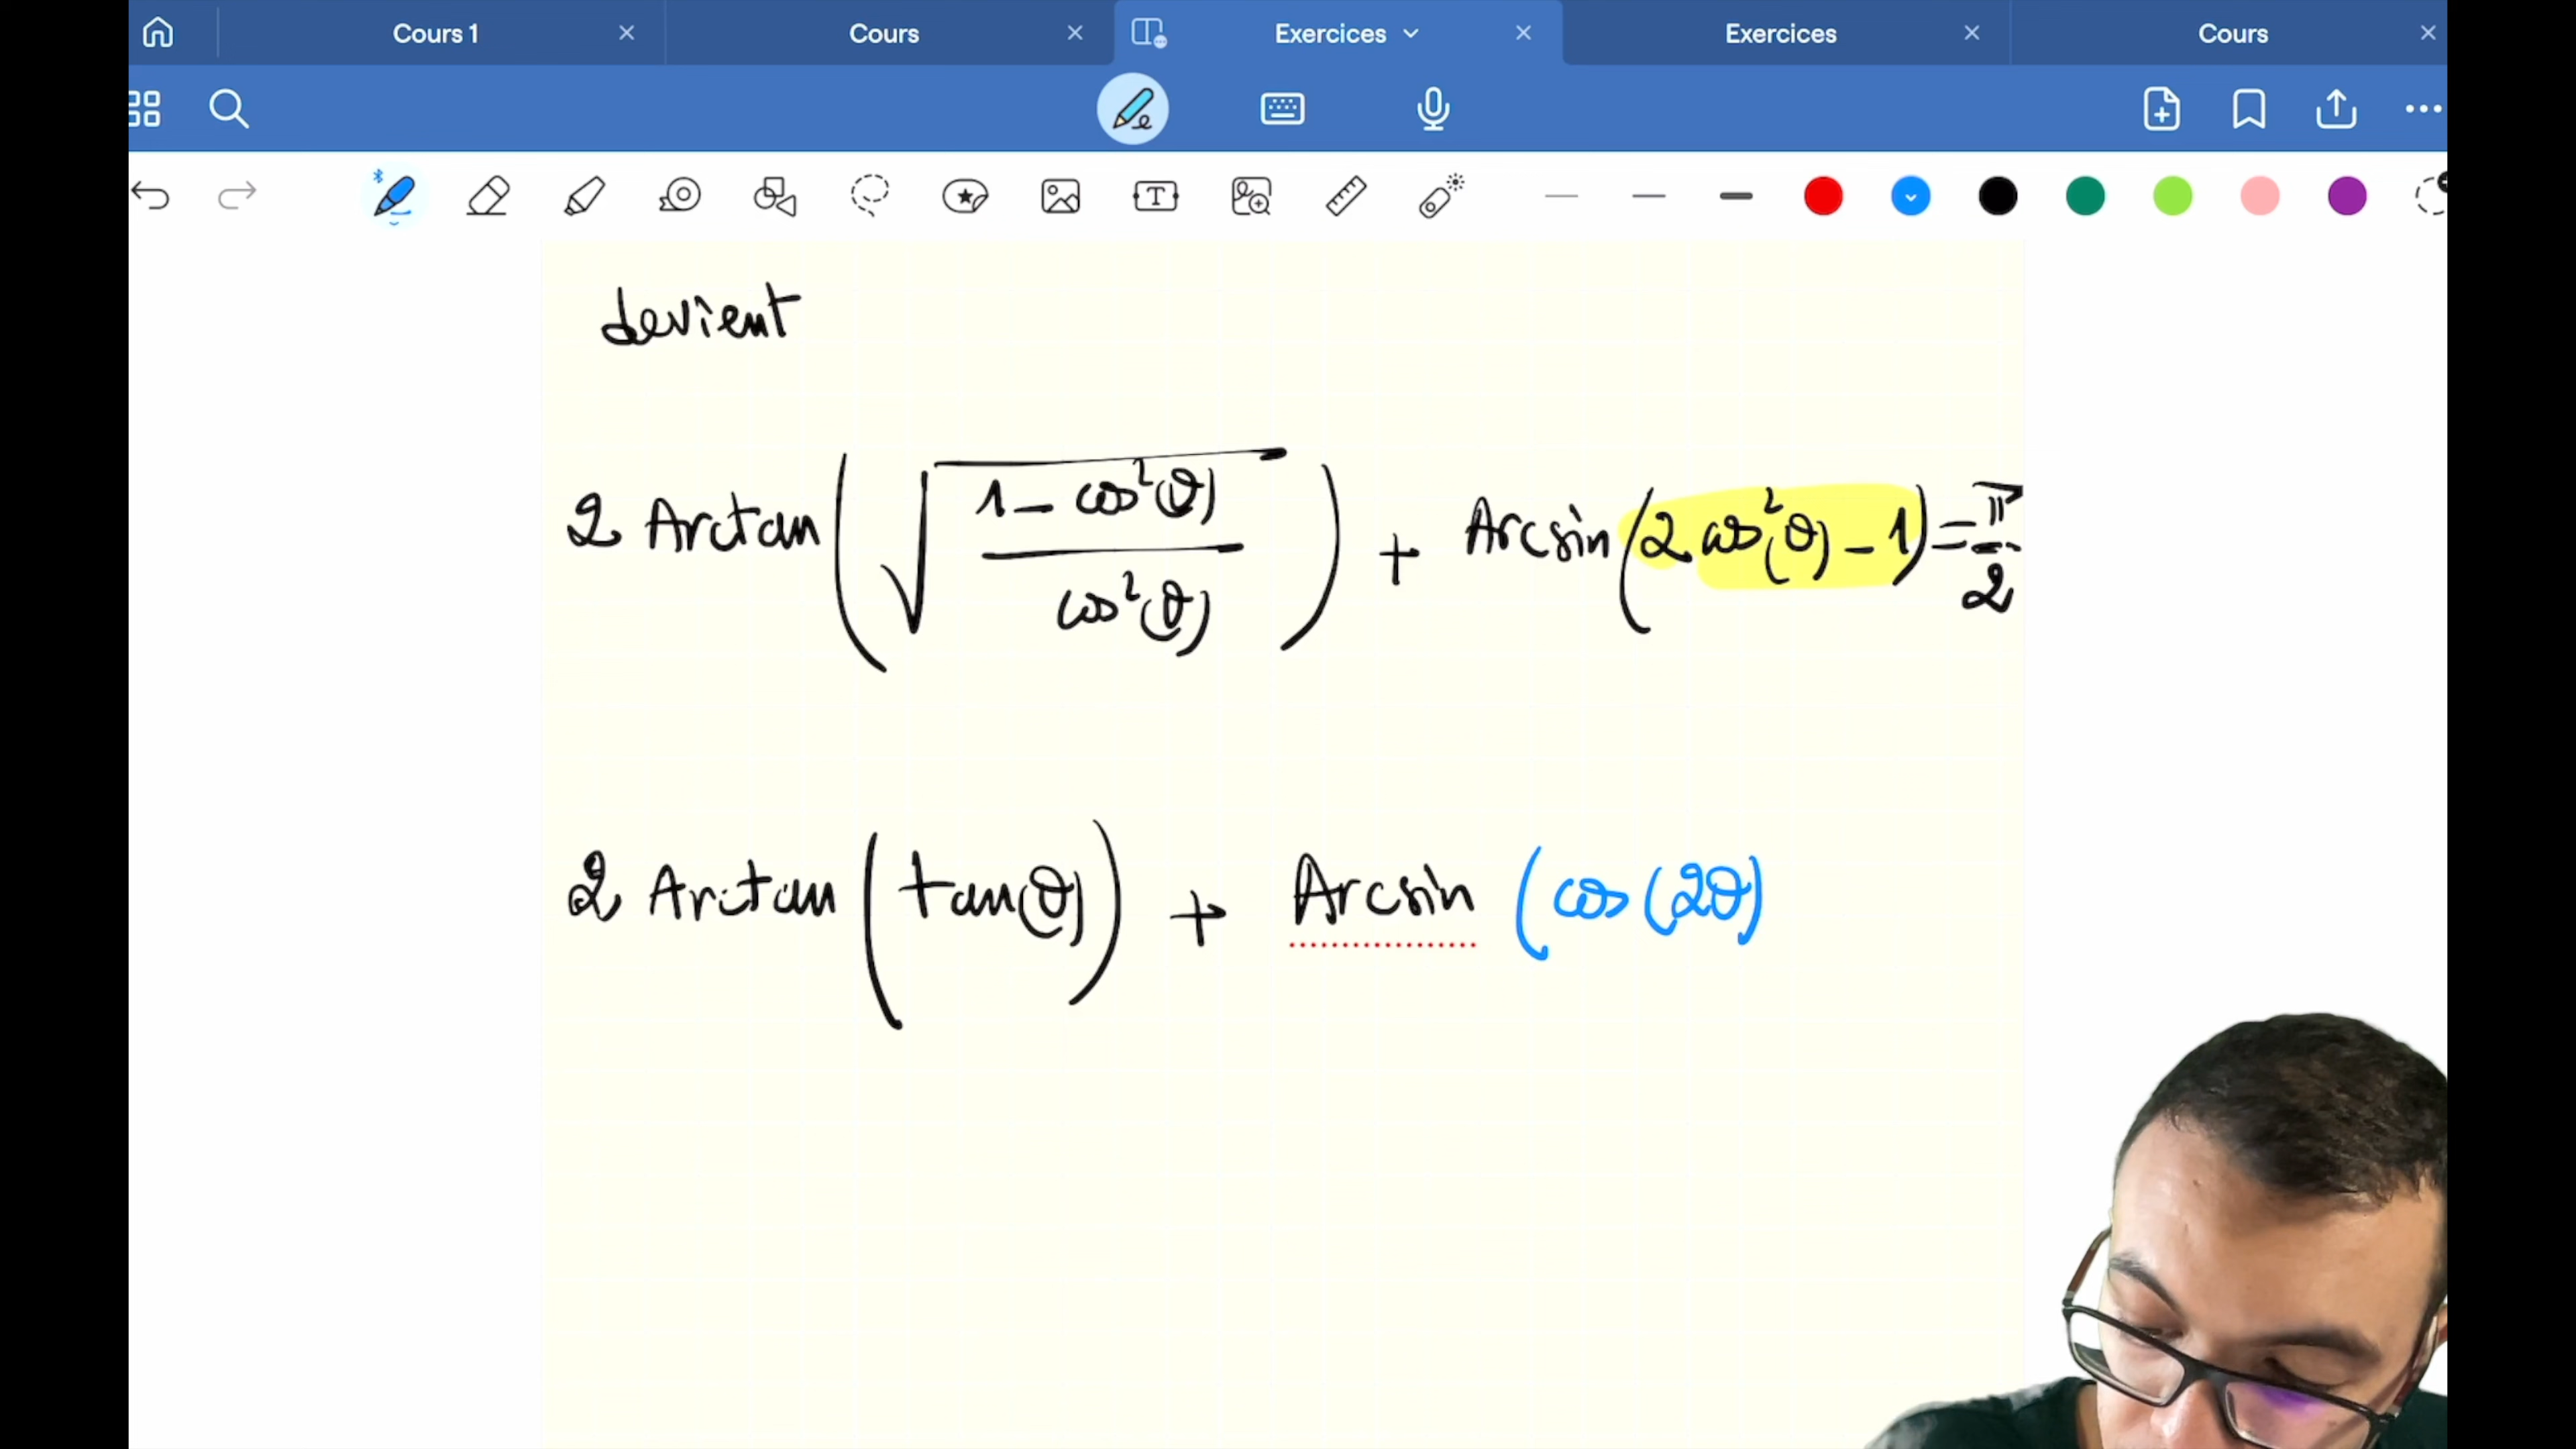 Cours 1 Cours Exercices Exercices Cours
T
devient
2 Arctan(√((1 - cos²(θ))/(cos²(θ)))) + Arcsin(2cos²(θ) - 1) = π/2
2 Arctan(tan(θ)) + Arcsin (cos(2θ)